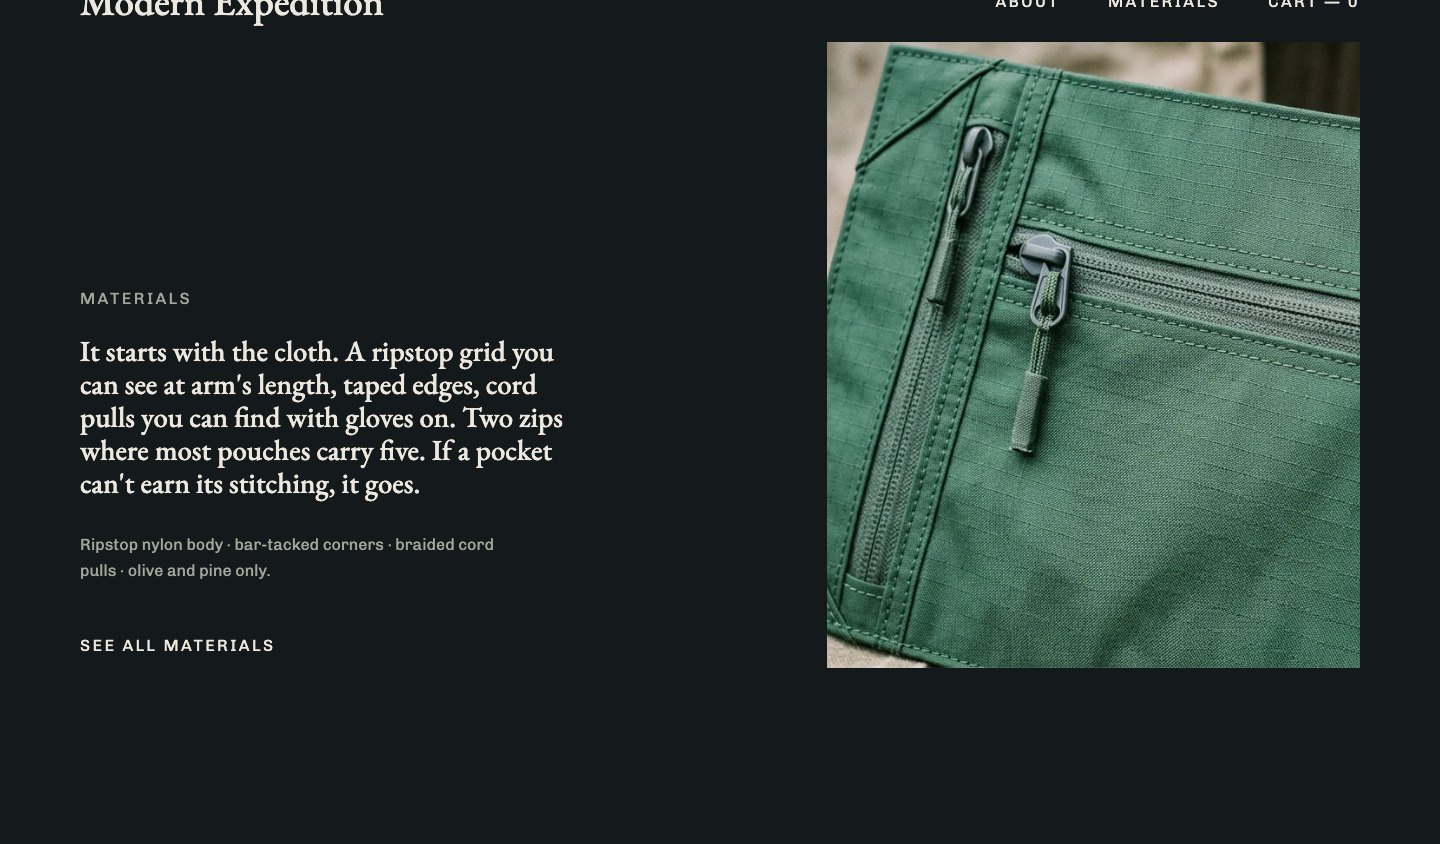 Modern Expedition
ABOUT MATERIALS CART — 0
MATERIALS
It starts with the cloth. A ripstop grid you
can see at arm's length, taped edges, cord
pulls you can find with gloves on. Two zips
where most pouches carry five. If a pocket
can't earn its stitching, it goes.
Ripstop nylon body · bar-tacked corners · braided cord
pulls · olive and pine only.
SEE ALL MATERIALS